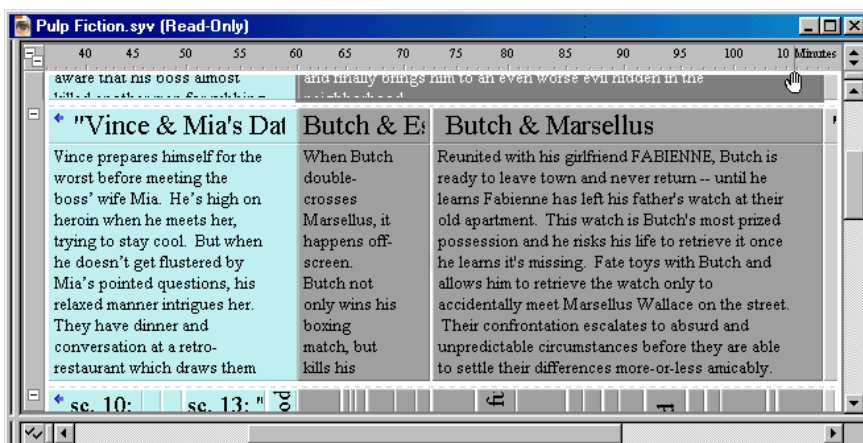 Pulp Fiction.syv (Read-Only)
40 45 50 55 60 65 70 75 80 85 90 95 100 10 Minutes
aware that his boss almost
killed another man for rubbing
and finally brings him to an even worse evil hidden in the
neighborhood
"Vince & Mia's Dat
Vince prepares himself for the
worst before meeting the
boss' wife Mia. He's high on
heroin when he meets her,
trying to stay cool. But when
he doesn't get flustered by
Mia's pointed questions, his
relaxed manner intrigues her.
They have dinner and
conversation at a retro-
restaurant which draws them
Butch & Es
When Butch
double-
crosses
Marsellus, it
happens off-
screen.
Butch not
only wins his
boxing
match, but
kills his
Butch & Marsellus
Reunited with his girlfriend FABIENNE, Butch is
ready to leave town and never return -- until he
learns Fabienne has left his father's watch at their
old apartment. This watch is Butch's most prized
possession and he risks his life to retrieve it once
he learns it's missing. Fate toys with Butch and
allows him to retrieve the watch only to
accidentally meet Marsellus Wallace on the street.
Their confrontation escalates to absurd and
unpredictable circumstances before they are able
to settle their differences more-or-less amicably.
sc. 10:
sc. 13: "